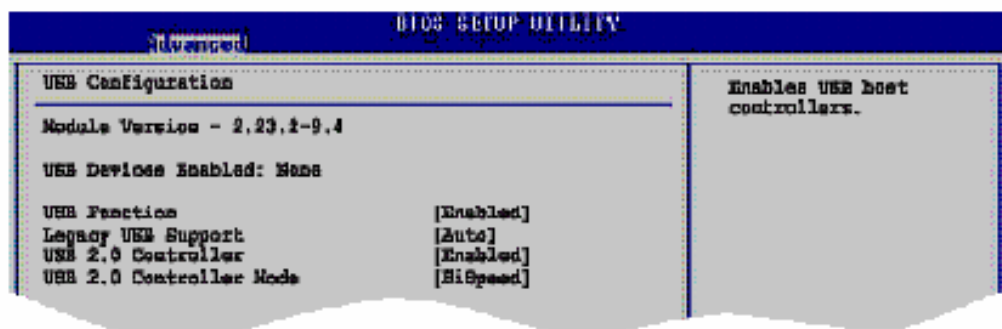 BIOS SETUP UTILITY
Advanced
USB Configuration
Module Version - 2.23.2-9.4
USB Devices Enabled: None
USB Function [Enabled]
Legacy USB Support [Auto]
USB 2.0 Controller [Enabled]
USB 2.0 Controller Mode [HiSpeed]
Enables USB host
controllers.